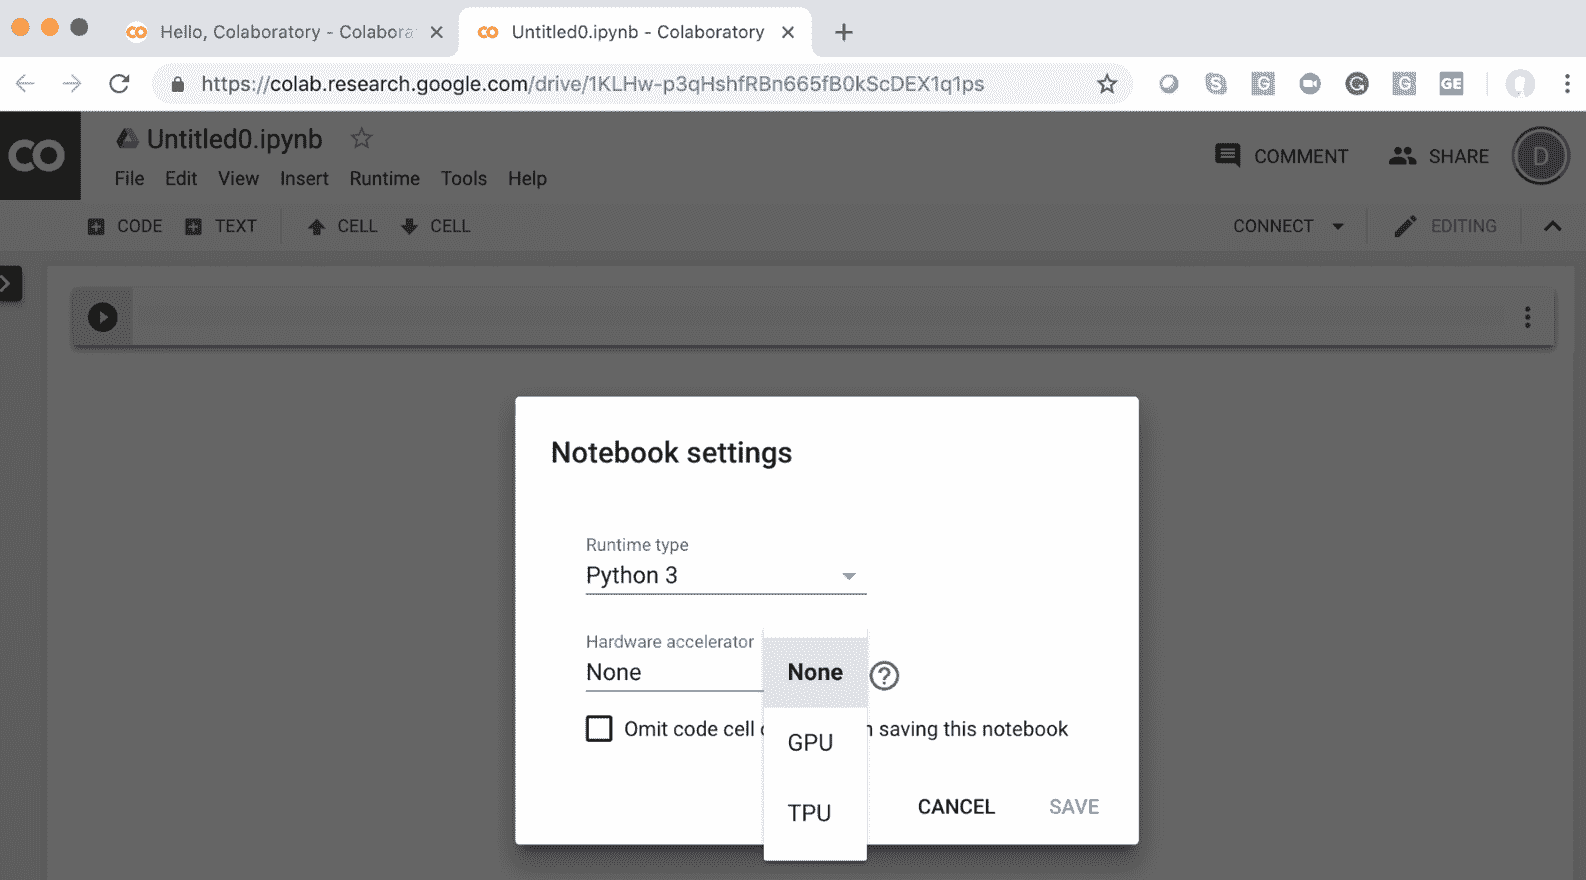 Hello, Colaboratory - Colabora
Untitled0.ipynb - Colaboratory
https://colab.research.google.com/drive/1KLHw-p3qHshfRBn665fB0kScDEX1q1ps
GE
CO
Untitled0.ipynb
COMMENT
SHARE
D
File Edit View Insert Runtime Tools Help
CODE TEXT CELL CELL
CONNECT
EDITING
Notebook settings
Runtime type
Python 3
Hardware accelerator
None
None
GPU
TPU
Omit code cell saving this notebook
CANCEL
SAVE